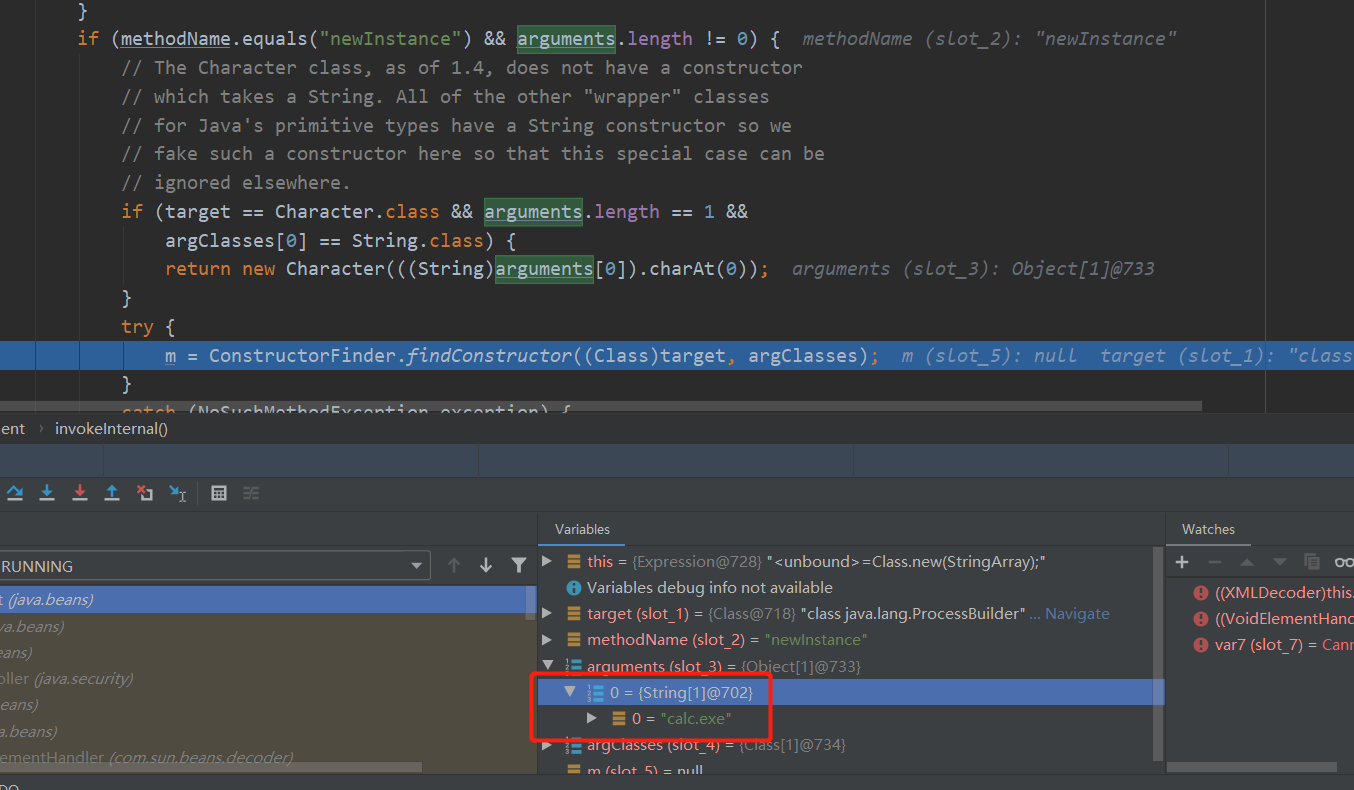 }
if (methodName.equals("newInstance") && arguments.length != 0) {  methodName (slot_2): "newInstance"
// The Character class, as of 1.4, does not have a constructor
// which takes a String. All of the other "wrapper" classes
// for Java's primitive types have a String constructor so we
// fake such a constructor here so that this special case can be
// ignored elsewhere.
if (target == Character.class && arguments.length == 1 &&
argClasses[0] == String.class) {
return new Character(((String)arguments[0]).charAt(0));  arguments (slot_3): Object[1]@733
}
try {
m = ConstructorFinder.findConstructor((Class)target, argClasses);  m (slot_5): null  target (slot_1): "class
}
catch (NoSuchMethodException exception) {
ent › invokeInternal()
Variables
Watches
RUNNING
this = {Expression@728} "<unbound>=Class.new(StringArray);"
Variables debug info not available
((XMLDecoder)this.
t (java.beans)
target (slot_1) = {Class@718} "class java.lang.ProcessBuilder" ... Navigate
((VoidElementHanc
va.beans)
methodName (slot_2) = "newInstance"
var7 (slot_7) = Cann
eans)
arguments (slot_3) = {Object[1]@733}
oller (java.security)
0 = {String[1]@702}
eans)
0 = "calc.exe"
a.beans)
argClasses (slot_4) = {Class[1]@734}
ementHandler (com.sun.beans.decoder)
m (slot_5) = null